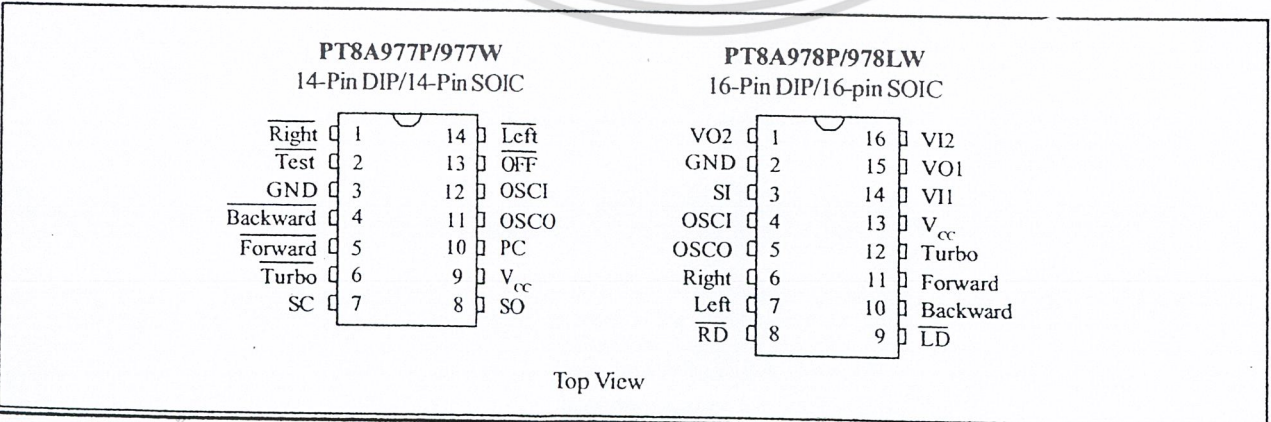 PT8A977P/977W
14-Pin DIP/14-Pin SOIC
Right 1 14 Left
Test 2 13 OFF
GND 3 12 OSCI
Backward 4 11 OSCO
Forward 5 10 PC
Turbo 6 9 Vcc
SC 7 8 SO
PT8A978P/978LW
16-Pin DIP/16-pin SOIC
VO2 1 16 VI2
GND 2 15 VO1
SI 3 14 VI1
OSCI 4 13 Vcc
OSCO 5 12 Turbo
Right 6 11 Forward
Left 7 10 Backward
RD 8 9 LD
Top View